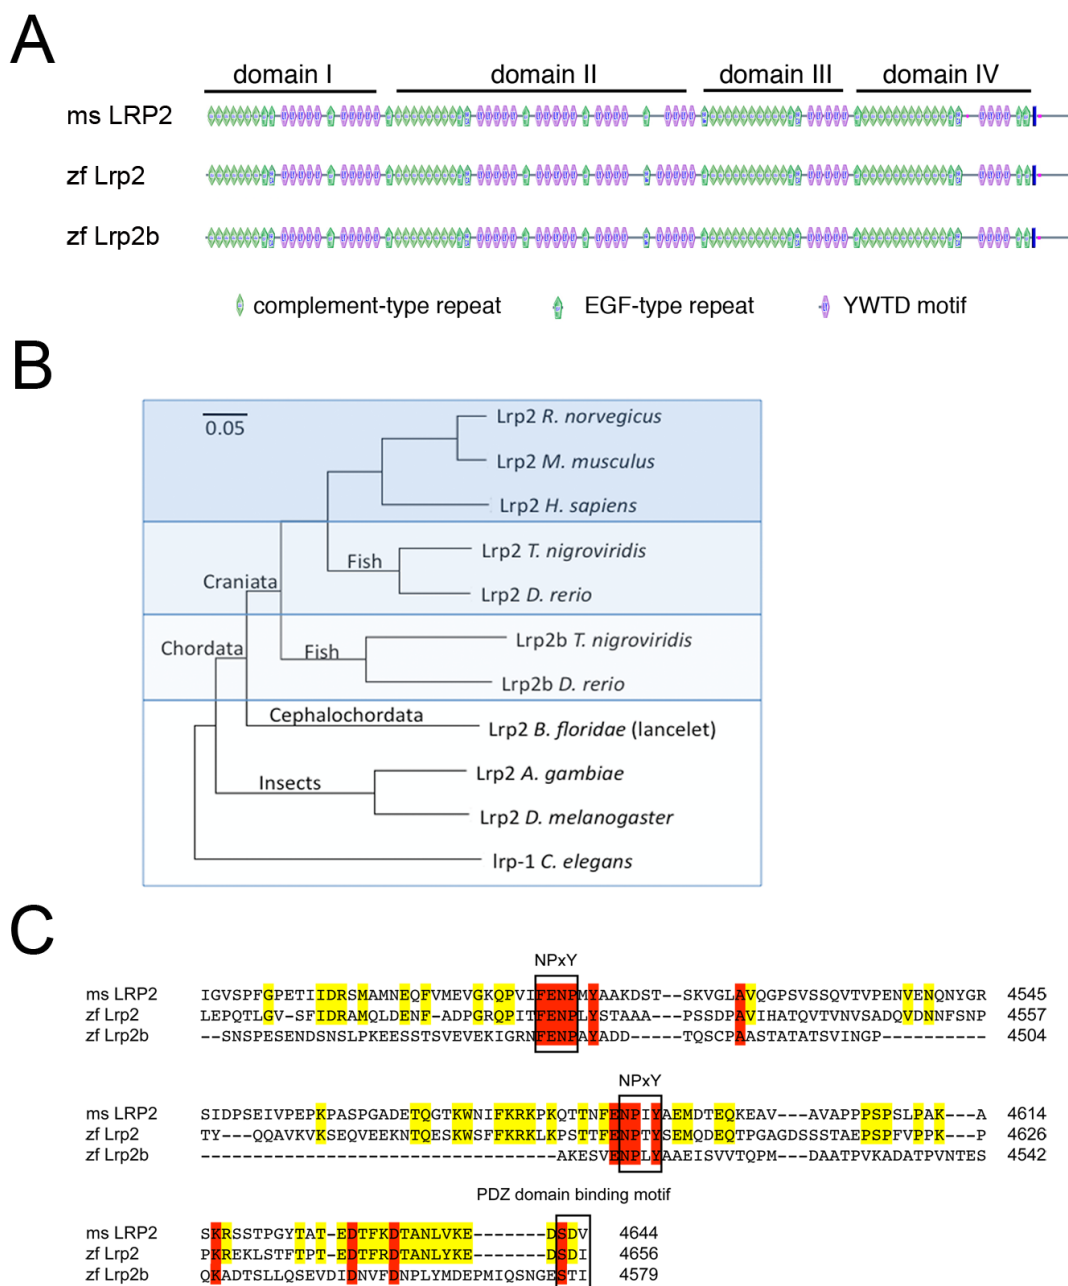 A
domain I domain II domain III domain IV
ms LRP2
zf Lrp2
zf Lrp2b
complement-type repeat EGF-type repeat YWTD motif
B
0.05
Lrp2 R. norvegicus
Lrp2 M. musculus
Lrp2 H. sapiens
Lrp2 T. nigroviridis
Fish
Craniata
Lrp2 D. rerio
Lrp2b T. nigroviridis
Chordata
Fish
Lrp2b D. rerio
Cephalochordata
Lrp2 B. floridae (lancelet)
Lrp2 A. gambiae
Insects
Lrp2 D. melanogaster
lrp-1 C. elegans
C
NPxY
ms LRP2 IGVSPFGPETIIDRSMAMNEQFVMEVGKQPVIFENPMYAAKDST--SKVGLAVQGPSVSSQVTVPENVENQNYGR 4545
zf Lrp2 LEPQTLGV-SFIDRAMQLDENF-ADPGRQPITFENPLYSTAAA---PSSDPAVIHATQVTVNVSADQVDNNFSNP 4557
zf Lrp2b --SNSPESENDSNSLPKEESSTSVEVEKIGRNFENPAYADD-----TQSCPAASTATATSVINGP---------- 4504
NPxY
ms LRP2 SIDPSEIVPEPKPASPGADETQGTKWNIFKRKPKQTTNFENPIYAEMDTEQKEAV---AVAPPPSPSLPAK---A 4614
zf Lrp2 TY---QQAVKVKSEQVEEKNTQESKWSFFKRKLKPSTTFENPTYSEMQDEQTPGAGDSSSTAEPSPFVPPK---P 4626
zf Lrp2b ----------------------------------AKESVENPLYAAEISVVTQPM---DAATPVKADATPVNTES 4542
PDZ domain binding motif
ms LRP2 SKRSSTPGYTAT-EDTFKDTANLVKE-------DSDV 4644
zf Lrp2 PKREKLSTFTPT-EDTFRDTANLVKE-------DSDI 4656
zf Lrp2b QKADTSLLQSEVDIDNVFDNPLYMDEPMIQSNGESTI 4579